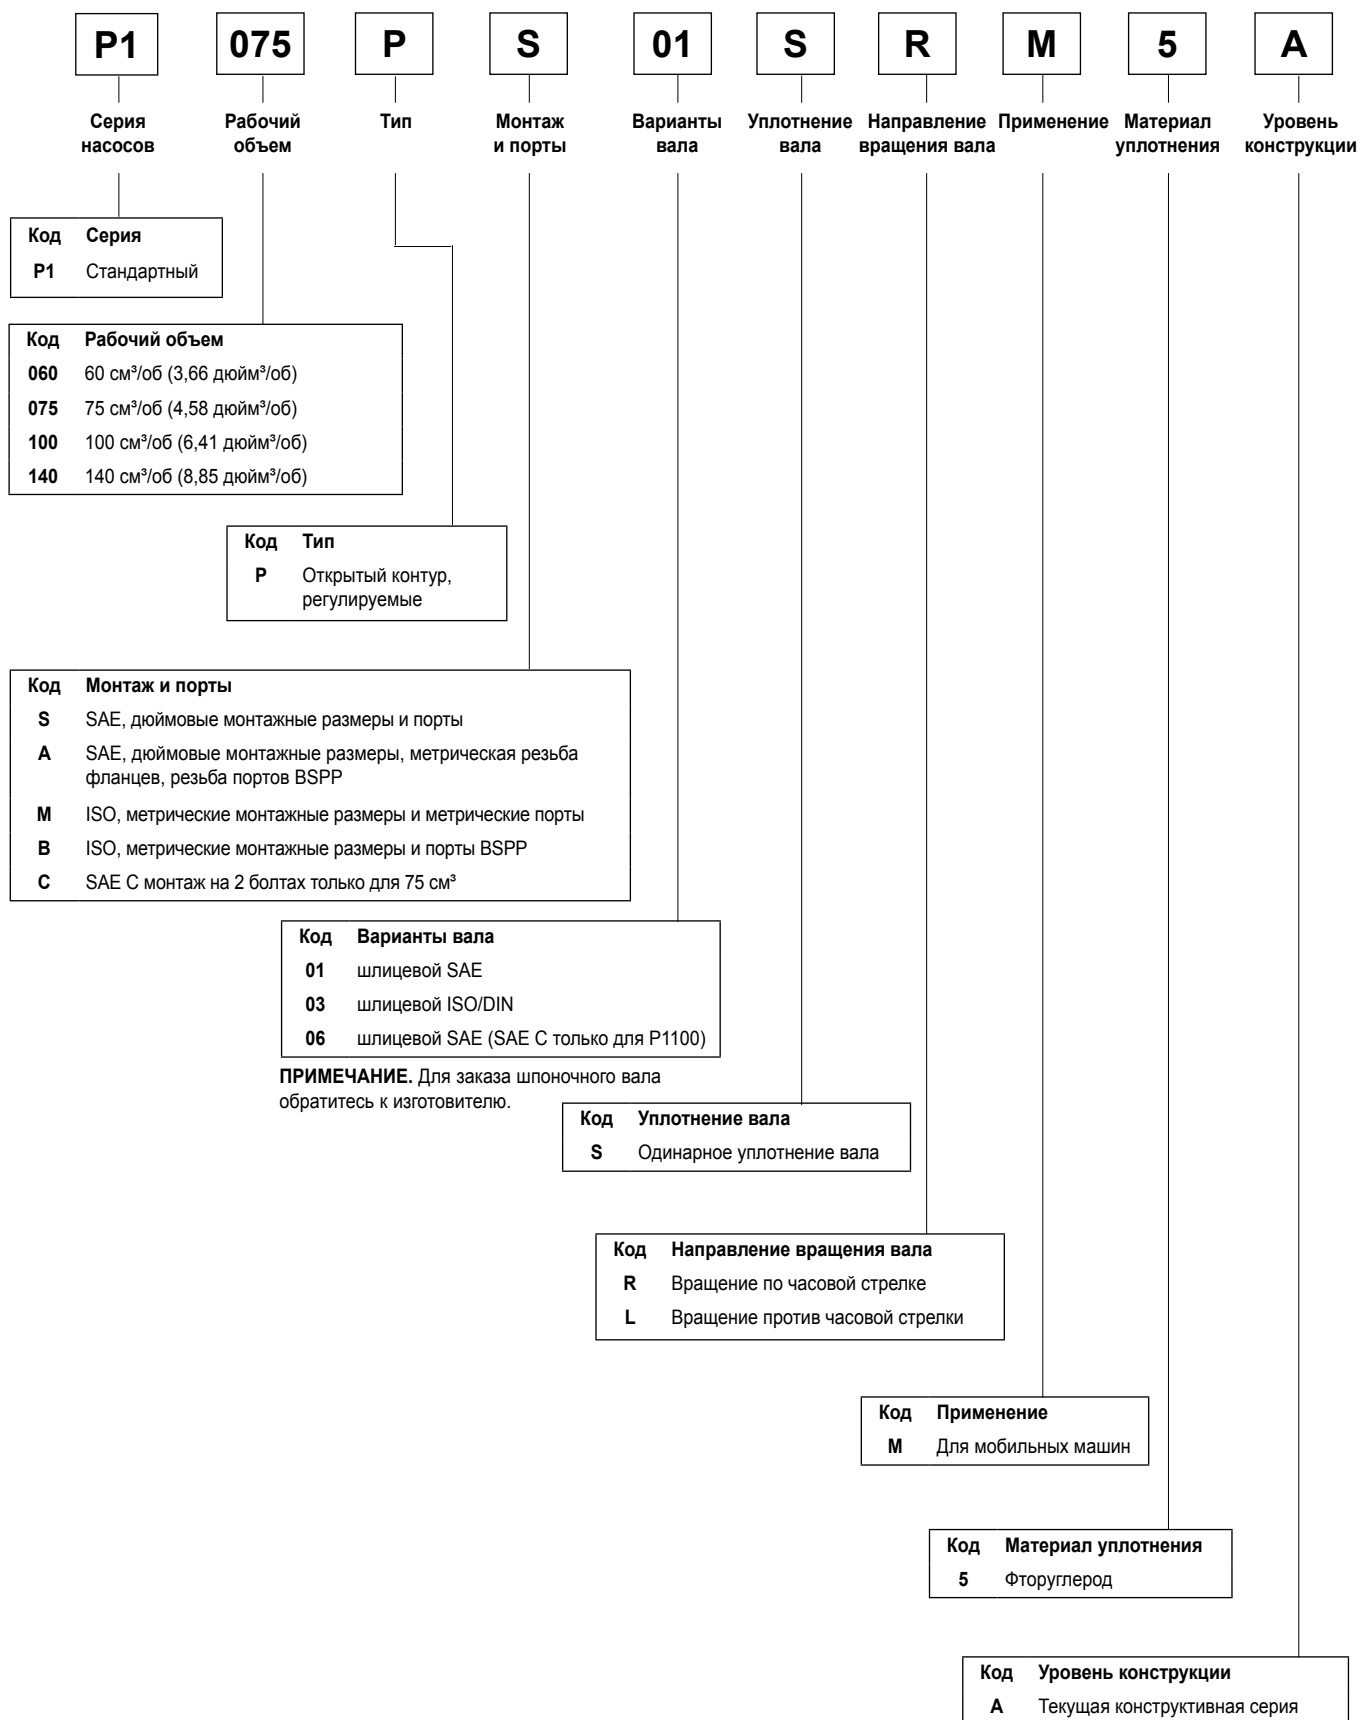 P1 075 P S 01 S R M 5 A
Серия Рабочий Тип Монтаж Варианты Уплотнение Направление Применение Материал Уровень
насосов объем и порты вала вала вращения вала уплотнения конструкции
Код Серия
P1 Стандартный
Код Рабочий объем
060 60 см³/об (3,66 дюйм³/об)
075 75 см³/об (4,58 дюйм³/об)
100 100 см³/об (6,41 дюйм³/об)
140 140 см³/об (8,85 дюйм³/об)
Код Тип
P Открытый контур,
регулируемые
Код Монтаж и порты
S SAE, дюймовые монтажные размеры и порты
A SAE, дюймовые монтажные размеры, метрическая резьба
фланцев, резьба портов BSPP
M ISO, метрические монтажные размеры и метрические порты
B ISO, метрические монтажные размеры и порты BSPP
C SAE C монтаж на 2 болтах только для 75 см³
Код Варианты вала
01 шлицевой SAE
03 шлицевой ISO/DIN
06 шлицевой SAE (SAE C только для P1100)
ПРИМЕЧАНИЕ. Для заказа шпоночного вала
обратитесь к изготовителю.
Код Уплотнение вала
S Одинарное уплотнение вала
Код Направление вращения вала
R Вращение по часовой стрелке
L Вращение против часовой стрелки
Код Применение
M Для мобильных машин
Код Материал уплотнения
5 Фторуглерод
Код Уровень конструкции
A Текущая конструктивная серия